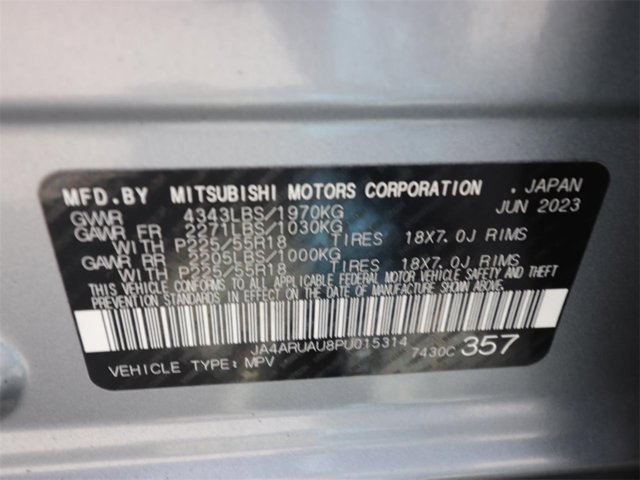 MFD.BY MITSUBISHI MOTORS CORPORATION . JAPAN
GVWR 4343LBS/1970KG JUN 2023
GAWR FR 2271LBS/1030KG
WITH P225/55R18 TIRES 18X7.0J RIMS
GAWR RR 2205LBS/1000KG
WITH P225/55R18 TIRES 18X7.0J RIMS
THIS VEHICLE CONFORMS TO ALL APPLICABLE FEDERAL MOTOR VEHICLE SAFETY AND THEFT
PREVENTION STANDARDS IN EFFECT ON THE DATE OF MANUFACTURE SHOWN ABOVE.
JA4ARUAU8PU015314
VEHICLE TYPE: MPV 7430C 357